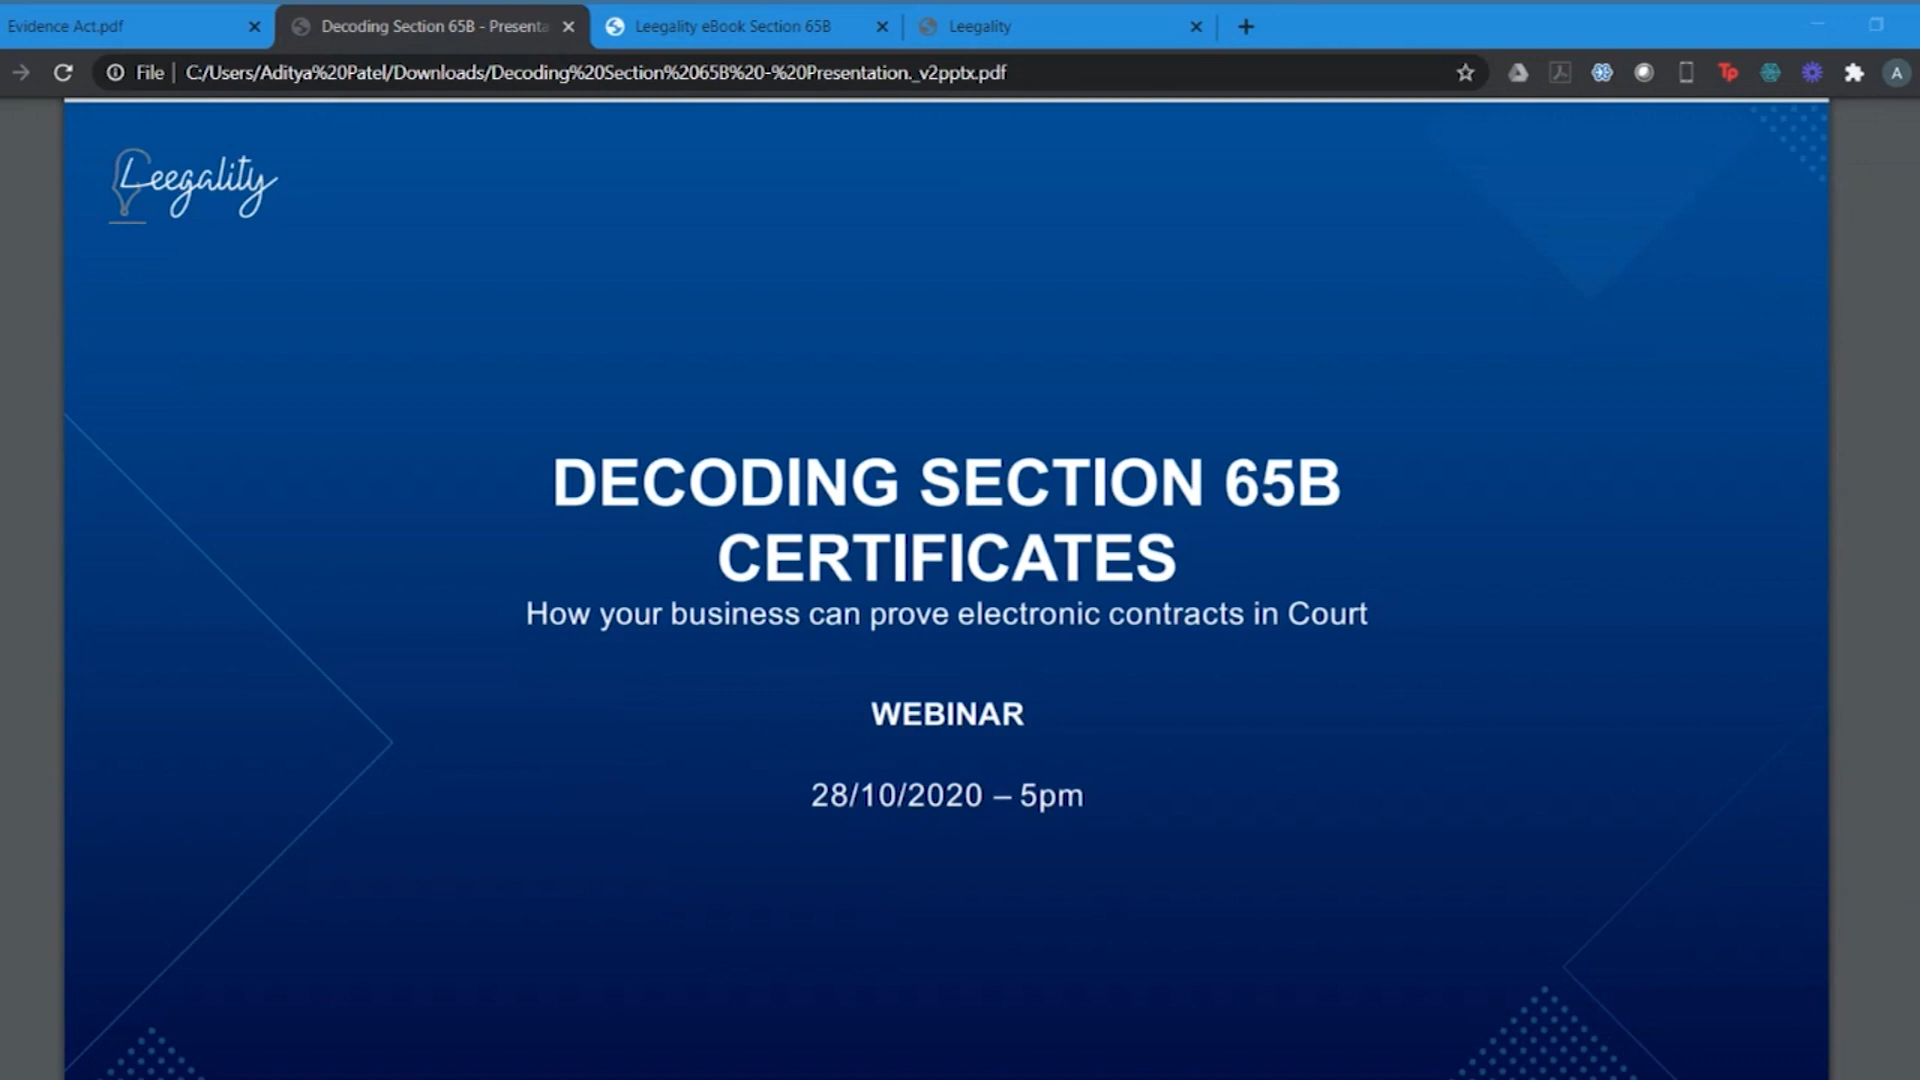 Evidence Act.pdf
Decoding Section 65B - Presenta
Leegality eBook Section 65B
Leegality
File
C:/Users/Aditya%20Patel/Downloads/Decoding%20Section%2065B%20-%20Presentation._v2pptx.pdf
Tp
A
Leegality
DECODING SECTION 65B
CERTIFICATES
How your business can prove electronic contracts in Court
WEBINAR
28/10/2020 – 5pm